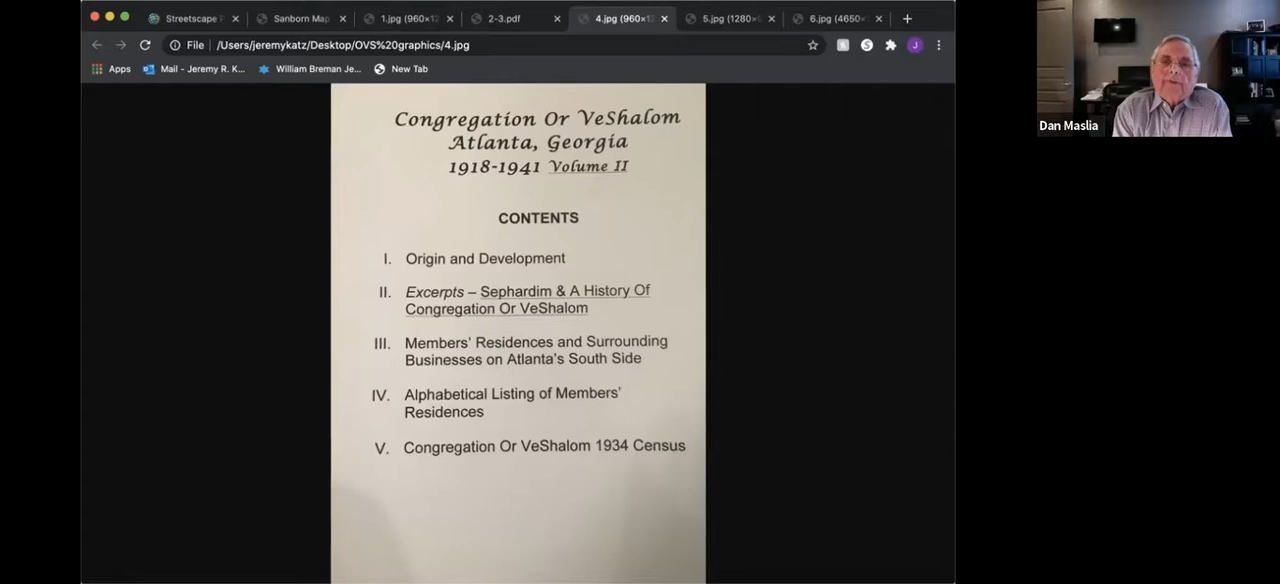 Streetscape P
Sanborn Map
1.jpg (960×12
2-3.pdf
4.jpg (960×12
5.jpg (1280×
6.jpg (4650×
File
/Users/jeremykatz/Desktop/OVS%20graphics/4.jpg
J
Apps
Mail - Jeremy R. K...
William Breman Je...
New Tab
Dan Maslia
Congregation Or VeShalom
Atlanta, Georgia
1918-1941 Volume II
CONTENTS
I. Origin and Development
II. Excerpts – Sephardim & A History Of
Congregation Or VeShalom
III. Members' Residences and Surrounding
Businesses on Atlanta's South Side
IV. Alphabetical Listing of Members'
Residences
V. Congregation Or VeShalom 1934 Census